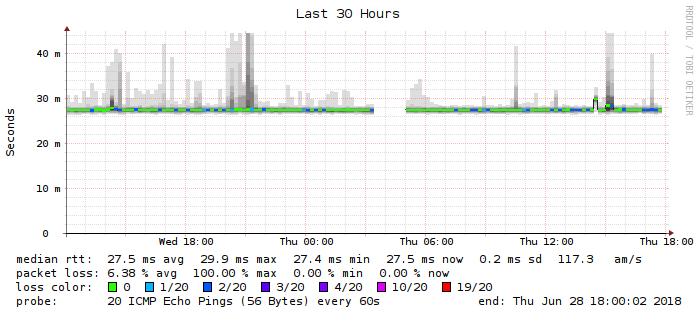 Last 30 Hours
RRDTOOL / TOBI OETIKER
Seconds
40 m
30 m
20 m
10 m
0
Wed 18:00 Thu 00:00 Thu 06:00 Thu 12:00 Thu 18:00
median rtt: 27.5 ms avg 29.9 ms max 27.4 ms min 27.5 ms now 0.2 ms sd 117.3 am/s
packet loss: 6.38 % avg 100.00 % max 0.00 % min 0.00 % now
loss color: 0 1/20 2/20 3/20 4/20 10/20 19/20
probe: 20 ICMP Echo Pings (56 Bytes) every 60s end: Thu Jun 28 18:00:02 2018